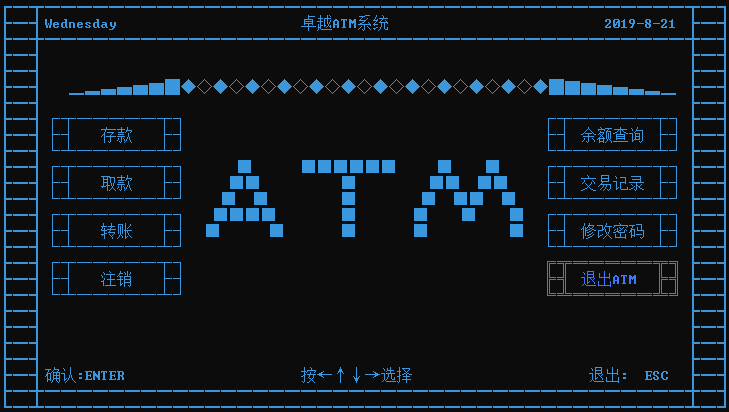 Wednesday 卓越ATM系统 2019-8-21
存款 余额查询
取款 交易记录
转账 修改密码
注销 退出ATM
ATM
确认:ENTER 按←↑↓→选择 退出: ESC